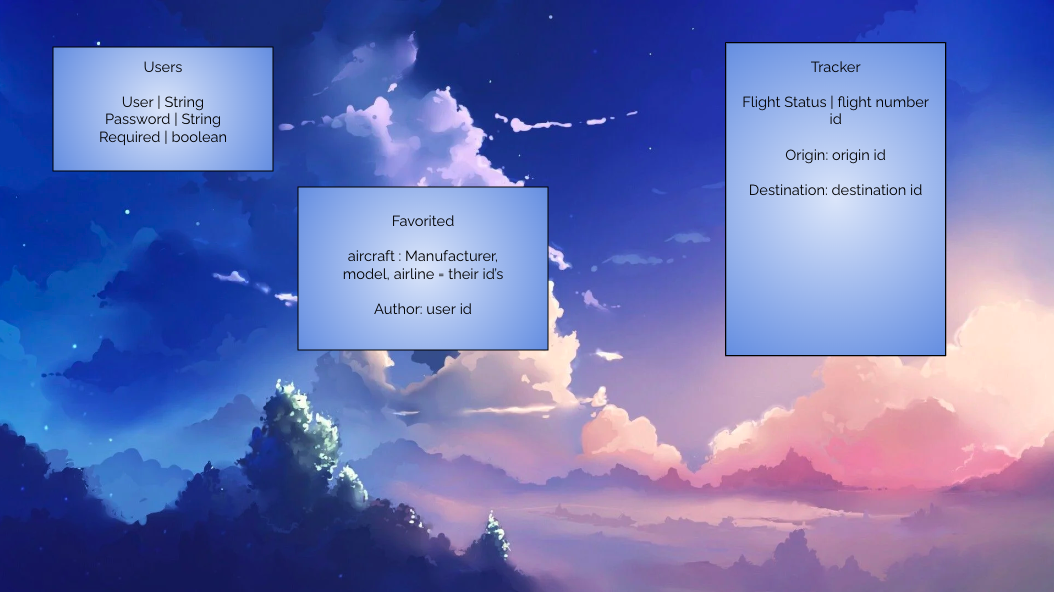 Users
User | String
Password | String
Required | boolean
Favorited
aircraft : Manufacturer,
model, airline = their id's
Author: user id
Tracker
Flight Status | flight number
id
Origin: origin id
Destination: destination id